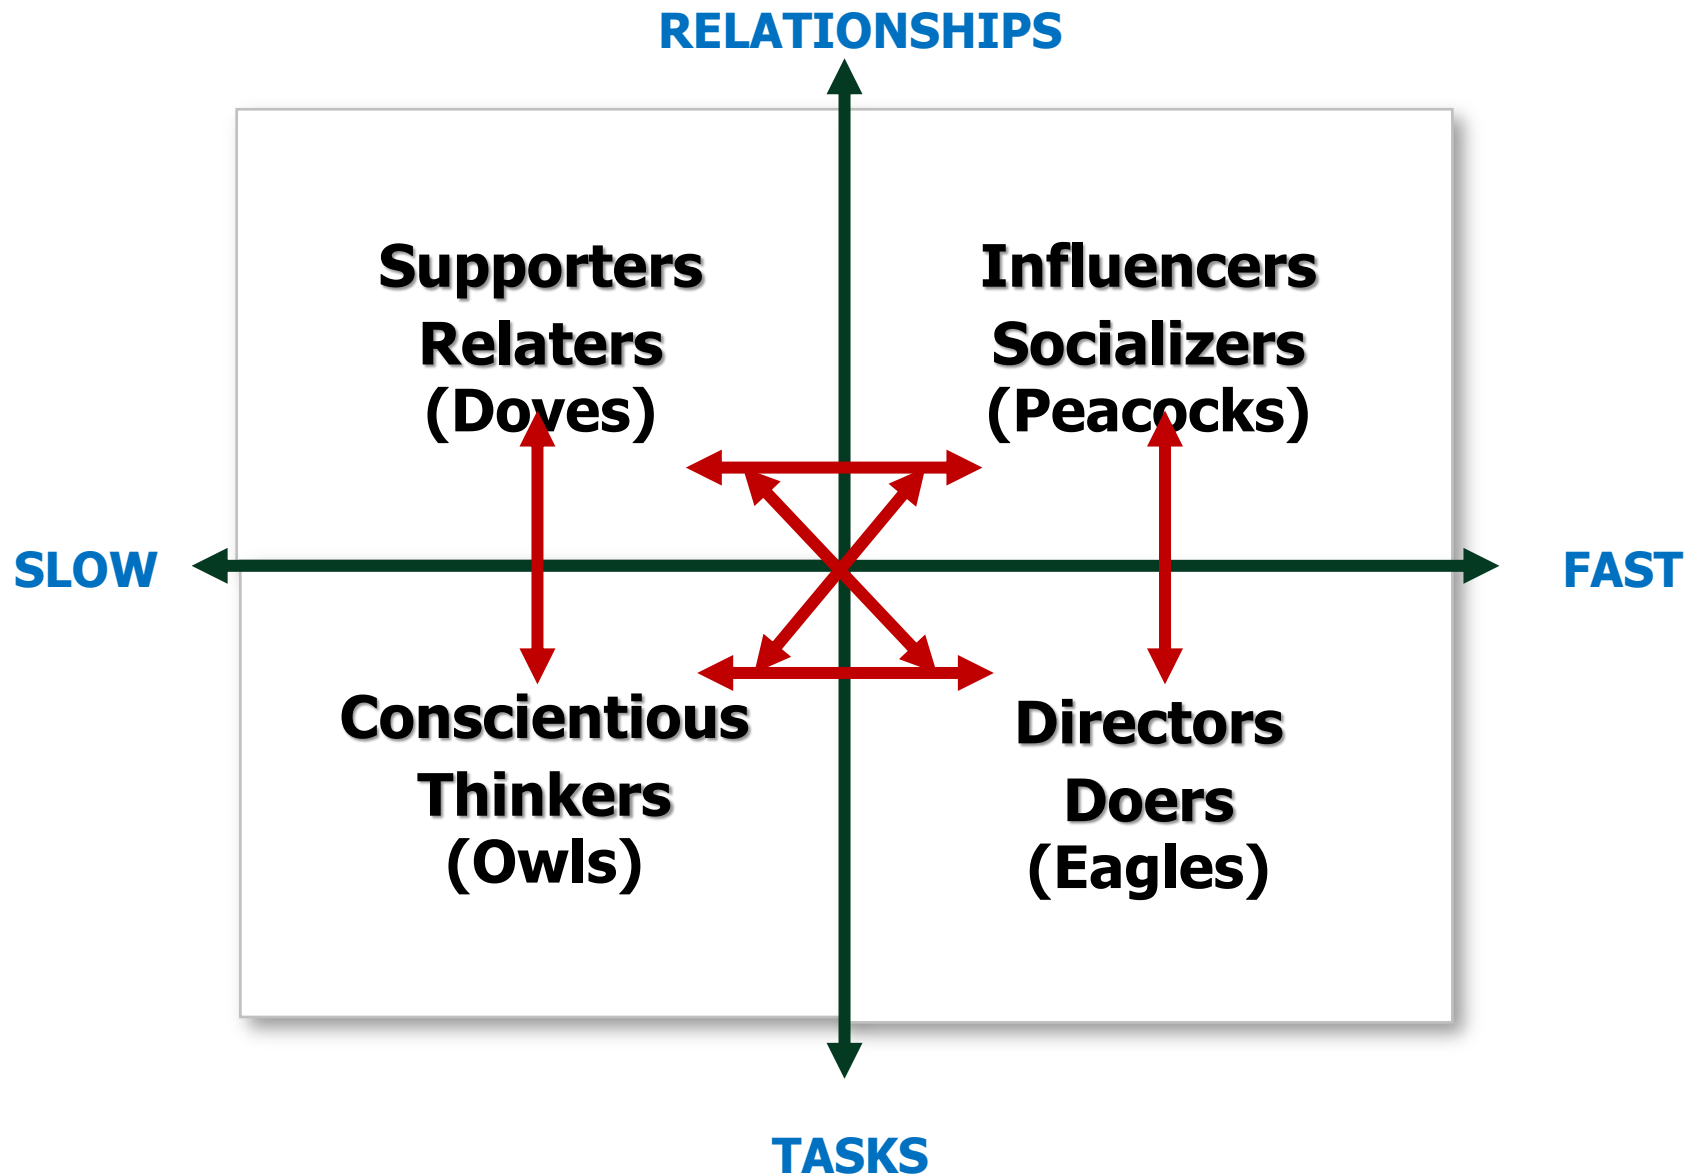 RELATIONSHIPS
Supporters
Relaters
(Doves)
Influencers
Socializers
(Peacocks)
SLOW
FAST
Conscientious
Thinkers
(Owls)
Directors
Doers
(Eagles)
TASKS